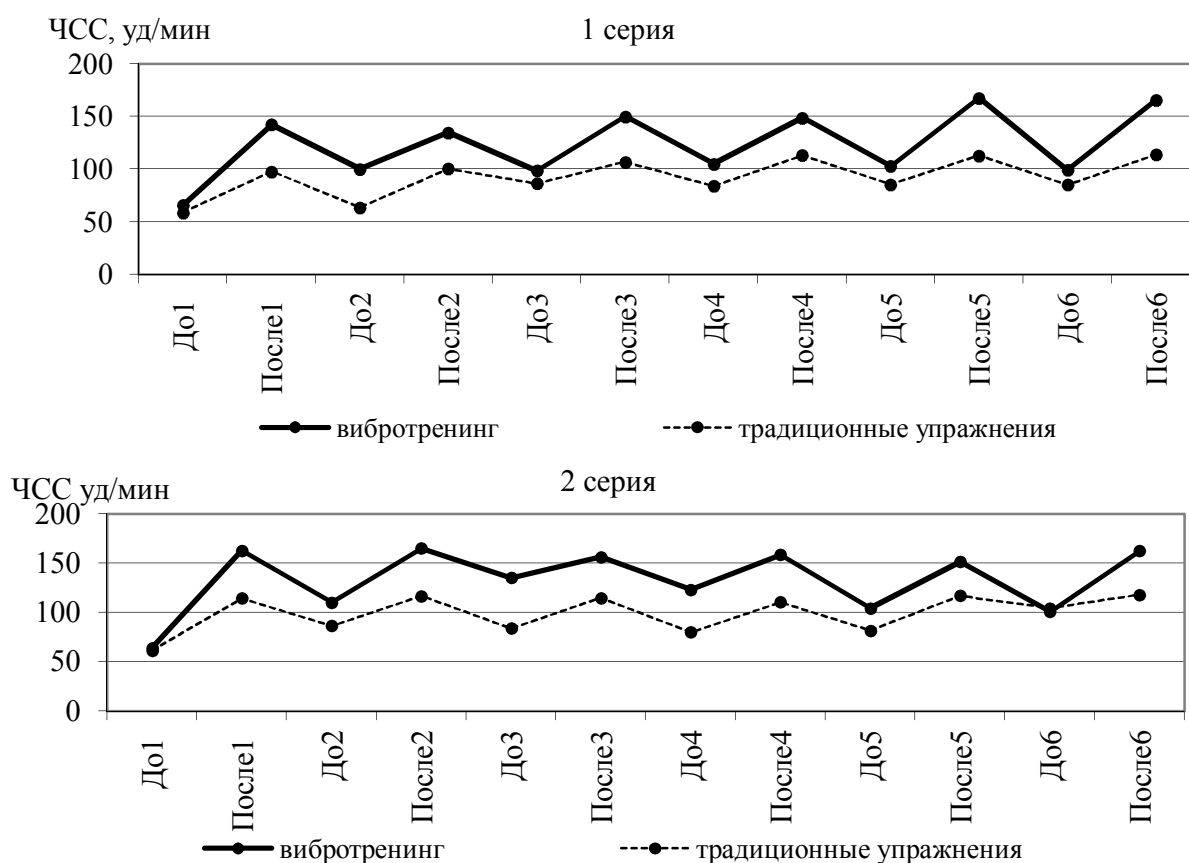 ЧСС, уд/мин
1 серия
200
150
100
50
0
До1
После1
До2
После2
До3
После3
До4
После4
До5
После5
До6
После6
вибротренинг
традиционные упражнения
ЧСС уд/мин
2 серия
200
150
100
50
0
До1
После1
До2
После2
До3
После3
До4
После4
До5
После5
До6
После6
вибротренинг
традиционные упражнения